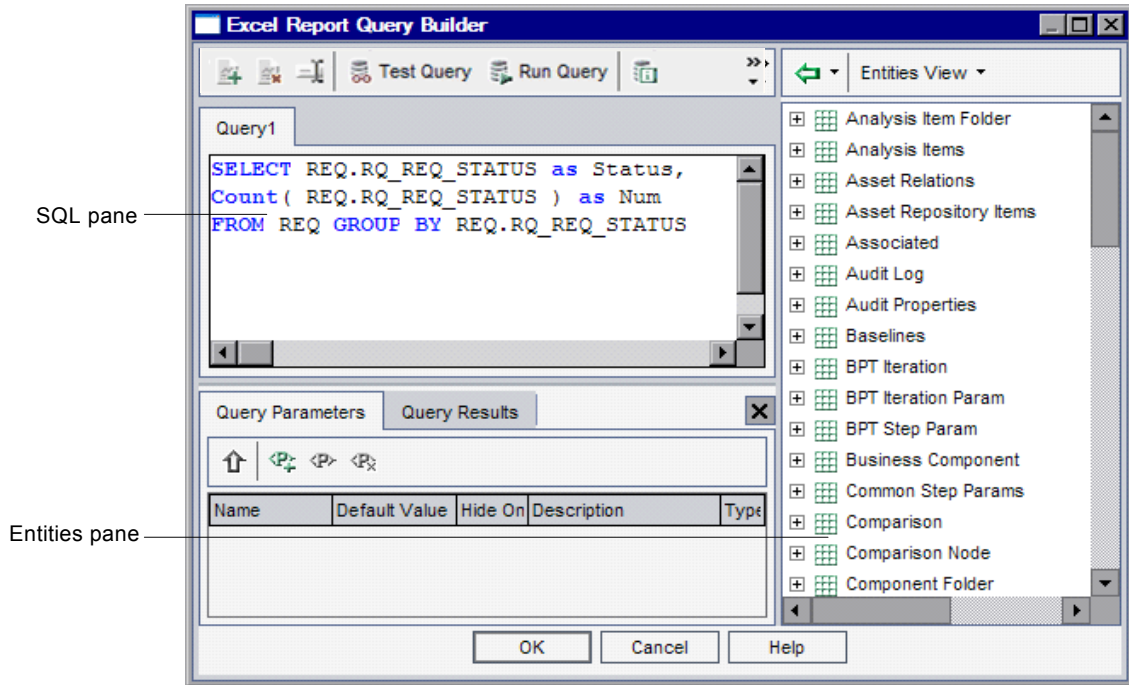 Excel Report Query Builder
Test Query Run Query
Entities View
Query1
SELECT REQ.RQ_REQ_STATUS as Status,
Count( REQ.RQ_REQ_STATUS ) as Num
FROM REQ GROUP BY REQ.RQ_REQ_STATUS
SQL pane
Query Parameters Query Results
Name Default Value Hide On Description Type
Entities pane
Analysis Item Folder
Analysis Items
Asset Relations
Asset Repository Items
Associated
Audit Log
Audit Properties
Baselines
BPT Iteration
BPT Iteration Param
BPT Step Param
Business Component
Common Step Params
Comparison
Comparison Node
Component Folder
OK Cancel Help